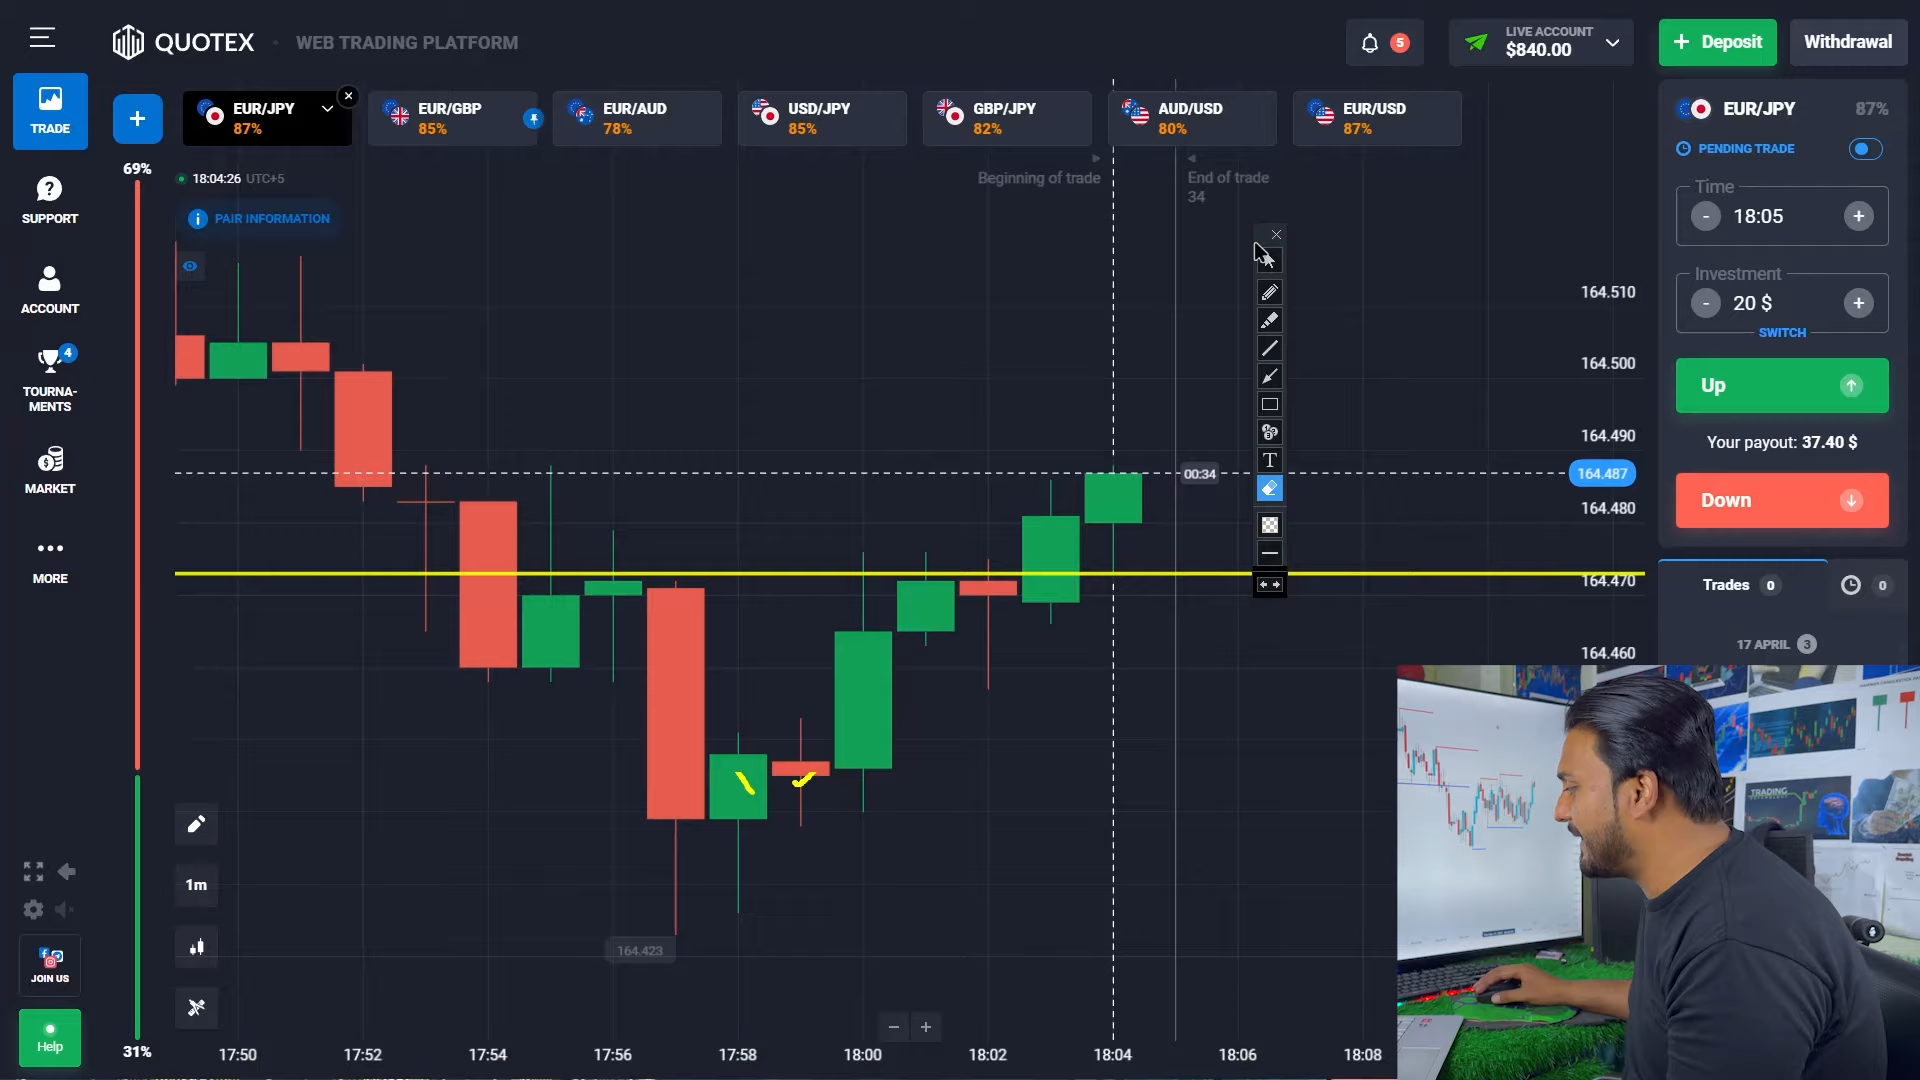 QUOTEX
WEB TRADING PLATFORM
5
LIVE ACCOUNT
$840.00
+ Deposit
Withdrawal
TRADE
+
EUR/JPY
87%
EUR/GBP
85%
EUR/AUD
78%
USD/JPY
85%
GBP/JPY
82%
AUD/USD
80%
EUR/USD
87%
EUR/JPY
87%
PENDING TRADE
Time
- 18:05 +
Investment
- 20 $ +
SWITCH
Up
Your payout: 37.40 $
Down
Trades 0
0
17 APRIL 3
69%
18:04:26 UTC+5
Beginning of trade
End of trade
34
PAIR INFORMATION
SUPPORT
ACCOUNT
4
TOURNA-
MENTS
MARKET
MORE
JOIN US
Help
31%
T
164.510
164.500
164.490
164.487
164.480
164.470
164.460
00:34
164.423
1m
− +
17:50
17:52
17:54
17:56
17:58
18:00
18:02
18:04
18:06
18:08
TRADING